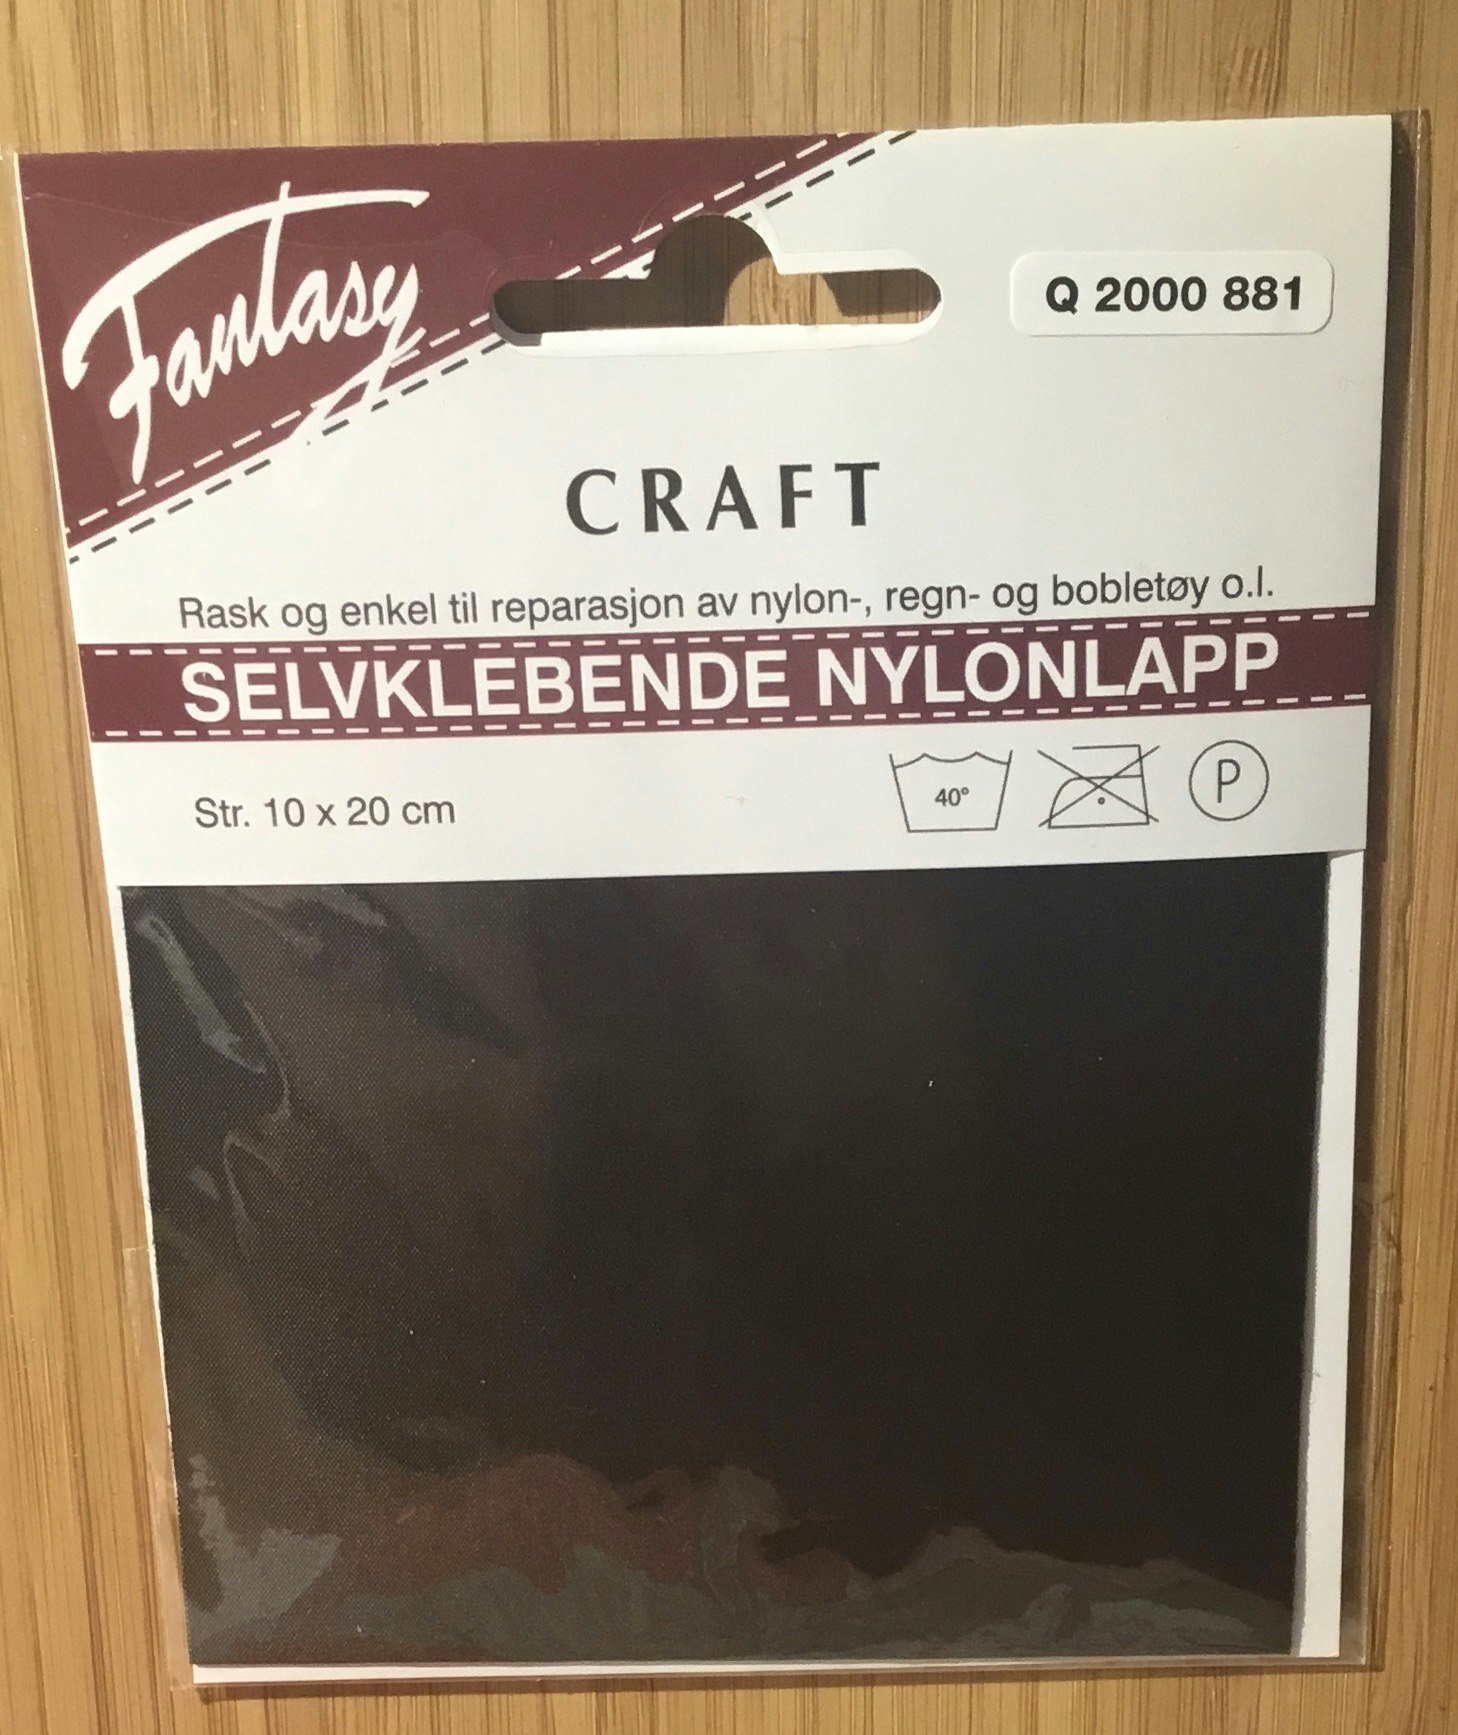 Fantasy
Q 2000 881
CRAFT
Rask og enkel til reparasjon av nylon-, regn- og bobletøy o.l.
SELVKLEBENDE NYLONLAPP
Str. 10 x 20 cm
40°
P